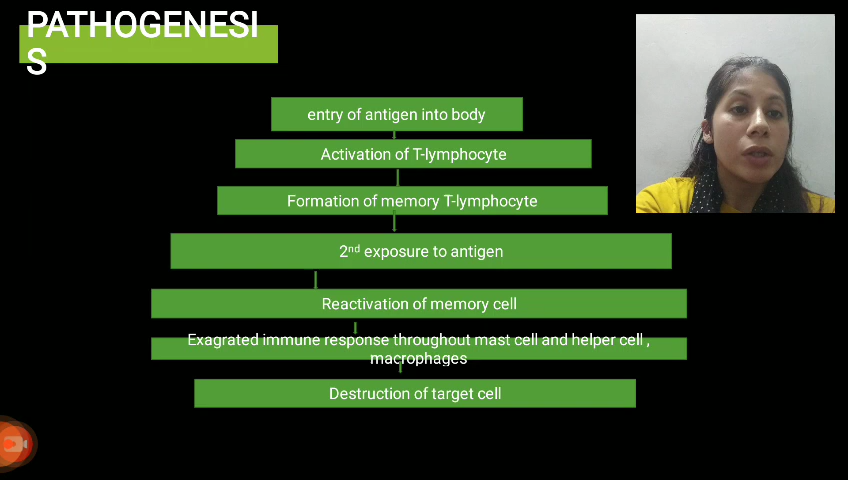 PATHOGENESI
S
entry of antigen into body
Activation of T-lymphocyte
Formation of memory T-lymphocyte
2nd exposure to antigen
Reactivation of memory cell
Exagrated immune response throughout mast cell and helper cell ,
macrophages
Destruction of target cell